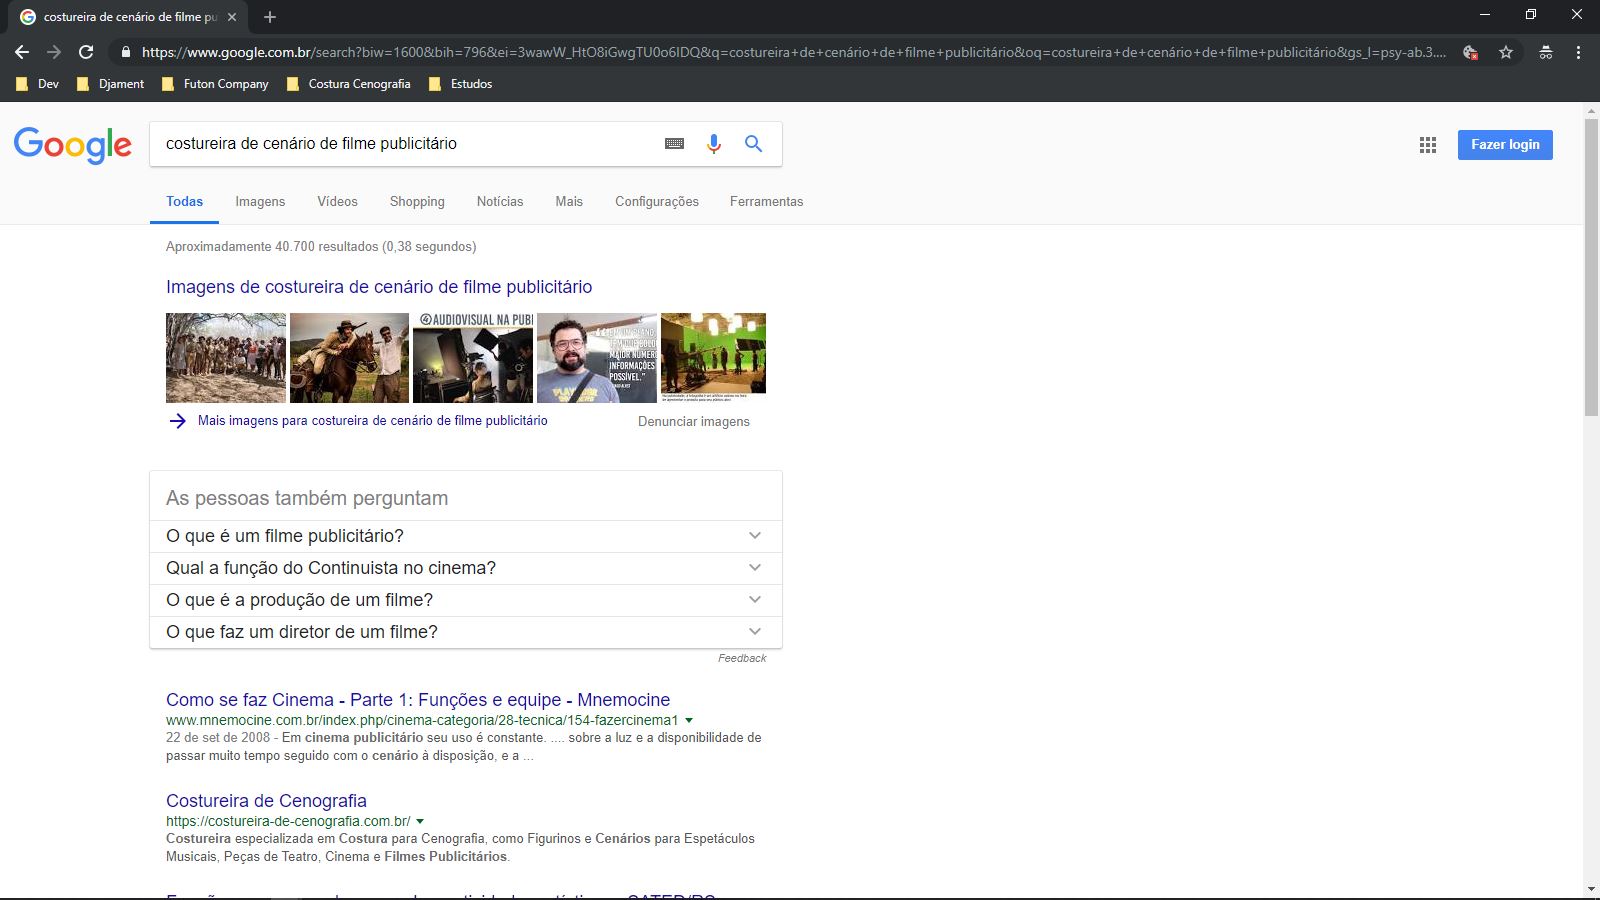 costureira de cenário de filme pu
https://www.google.com.br/search?biw=1600&bih=796&ei=3wawW_HtO8iGwgTU0o6IDQ&q=costureira+de+cenário+de+filme+publicitário&oq=costureira+de+cenário+de+filme+publicitário&gs_l=psy-ab.3....
Dev Djament Futon Company Costura Cenografia Estudos
Google
costureira de cenário de filme publicitário
Fazer login
Todas Imagens Vídeos Shopping Notícias Mais Configurações Ferramentas
Aproximadamente 40.700 resultados (0,38 segundos)
Imagens de costureira de cenário de filme publicitário
AUDIOVISUAL NA PUBI
MAIOR NÚMERO
INFORMAÇÕES
POSSÍVEL."
Mais imagens para costureira de cenário de filme publicitário
Denunciar imagens
As pessoas também perguntam
O que é um filme publicitário?
Qual a função do Continuista no cinema?
O que é a produção de um filme?
O que faz um diretor de um filme?
Feedback
Como se faz Cinema - Parte 1: Funções e equipe - Mnemocine
www.mnemocine.com.br/index.php/cinema-categoria/28-tecnica/154-fazercinema1
22 de set de 2008 - Em cinema publicitário seu uso é constante. .... sobre a luz e a disponibilidade de
passar muito tempo seguido com o cenário à disposição, e a ...
Costureira de Cenografia
https://costureira-de-cenografia.com.br/
Costureira especializada em Costura para Cenografia, como Figurinos e Cenários para Espetáculos
Musicais, Peças de Teatro, Cinema e Filmes Publicitários.